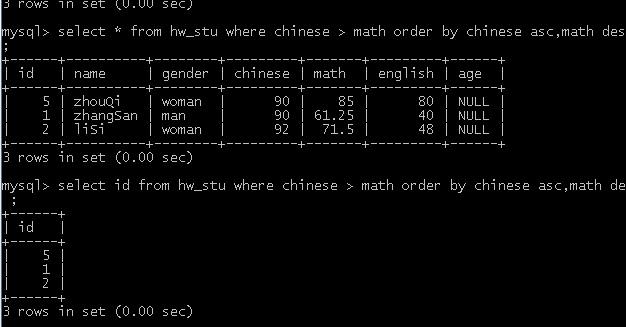 3 rows in set (0.00 sec)
mysql> select * from hw_stu where chinese > math order by chinese asc,math des
;
+------+----------+--------+---------+-------+---------+------+
| id | name | gender | chinese | math | english | age |
+------+----------+--------+---------+-------+---------+------+
| 5 | zhouQi | woman | 90 | 85 | 80 | NULL |
| 1 | zhangSan | man | 90 | 61.25 | 40 | NULL |
| 2 | liSi | woman | 92 | 71.5 | 48 | NULL |
+------+----------+--------+---------+-------+---------+------+
3 rows in set (0.00 sec)
mysql> select id from hw_stu where chinese > math order by chinese asc,math de
;
+------+
| id |
+------+
| 5 |
| 1 |
| 2 |
+------+
3 rows in set (0.00 sec)